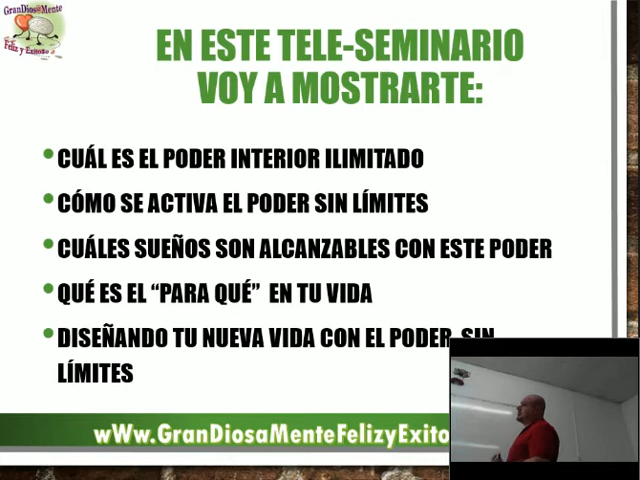 GranDios@Mente
Feliz y Exitos@
EN ESTE TELE-SEMINARIO
VOY A MOSTRARTE:
•CUÁL ES EL PODER INTERIOR ILIMITADO
•CÓMO SE ACTIVA EL PODER SIN LÍMITES
•CUÁLES SUEÑOS SON ALCANZABLES CON ESTE PODER
•QUÉ ES EL “PARA QUÉ” EN TU VIDA
•DISEÑANDO TU NUEVA VIDA CON EL PODER SIN
LÍMITES
wWw.GranDiosaMenteFelizyExito